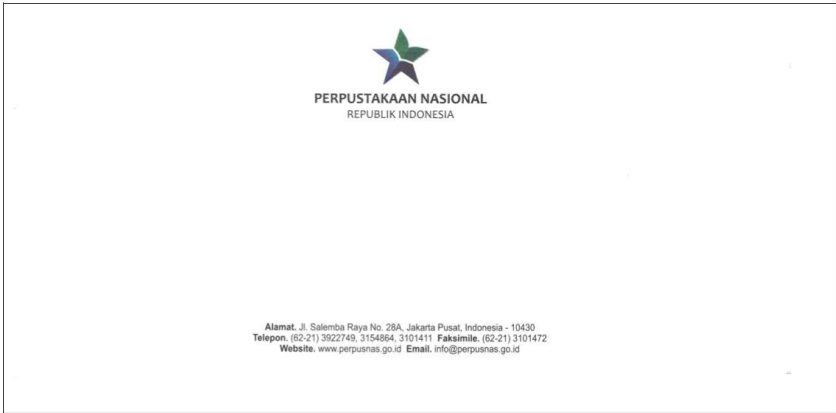 PERPUSTAKAAN NASIONAL
REPUBLIK INDONESIA
Alamat. Jl. Salemba Raya No. 28A, Jakarta Pusat, Indonesia - 10430
Telepon. (62-21) 3922749, 3154864, 3101411 Faksimile. (62-21) 3101472
Website. www.perpusnas.go.id Email. info@perpusnas.go.id